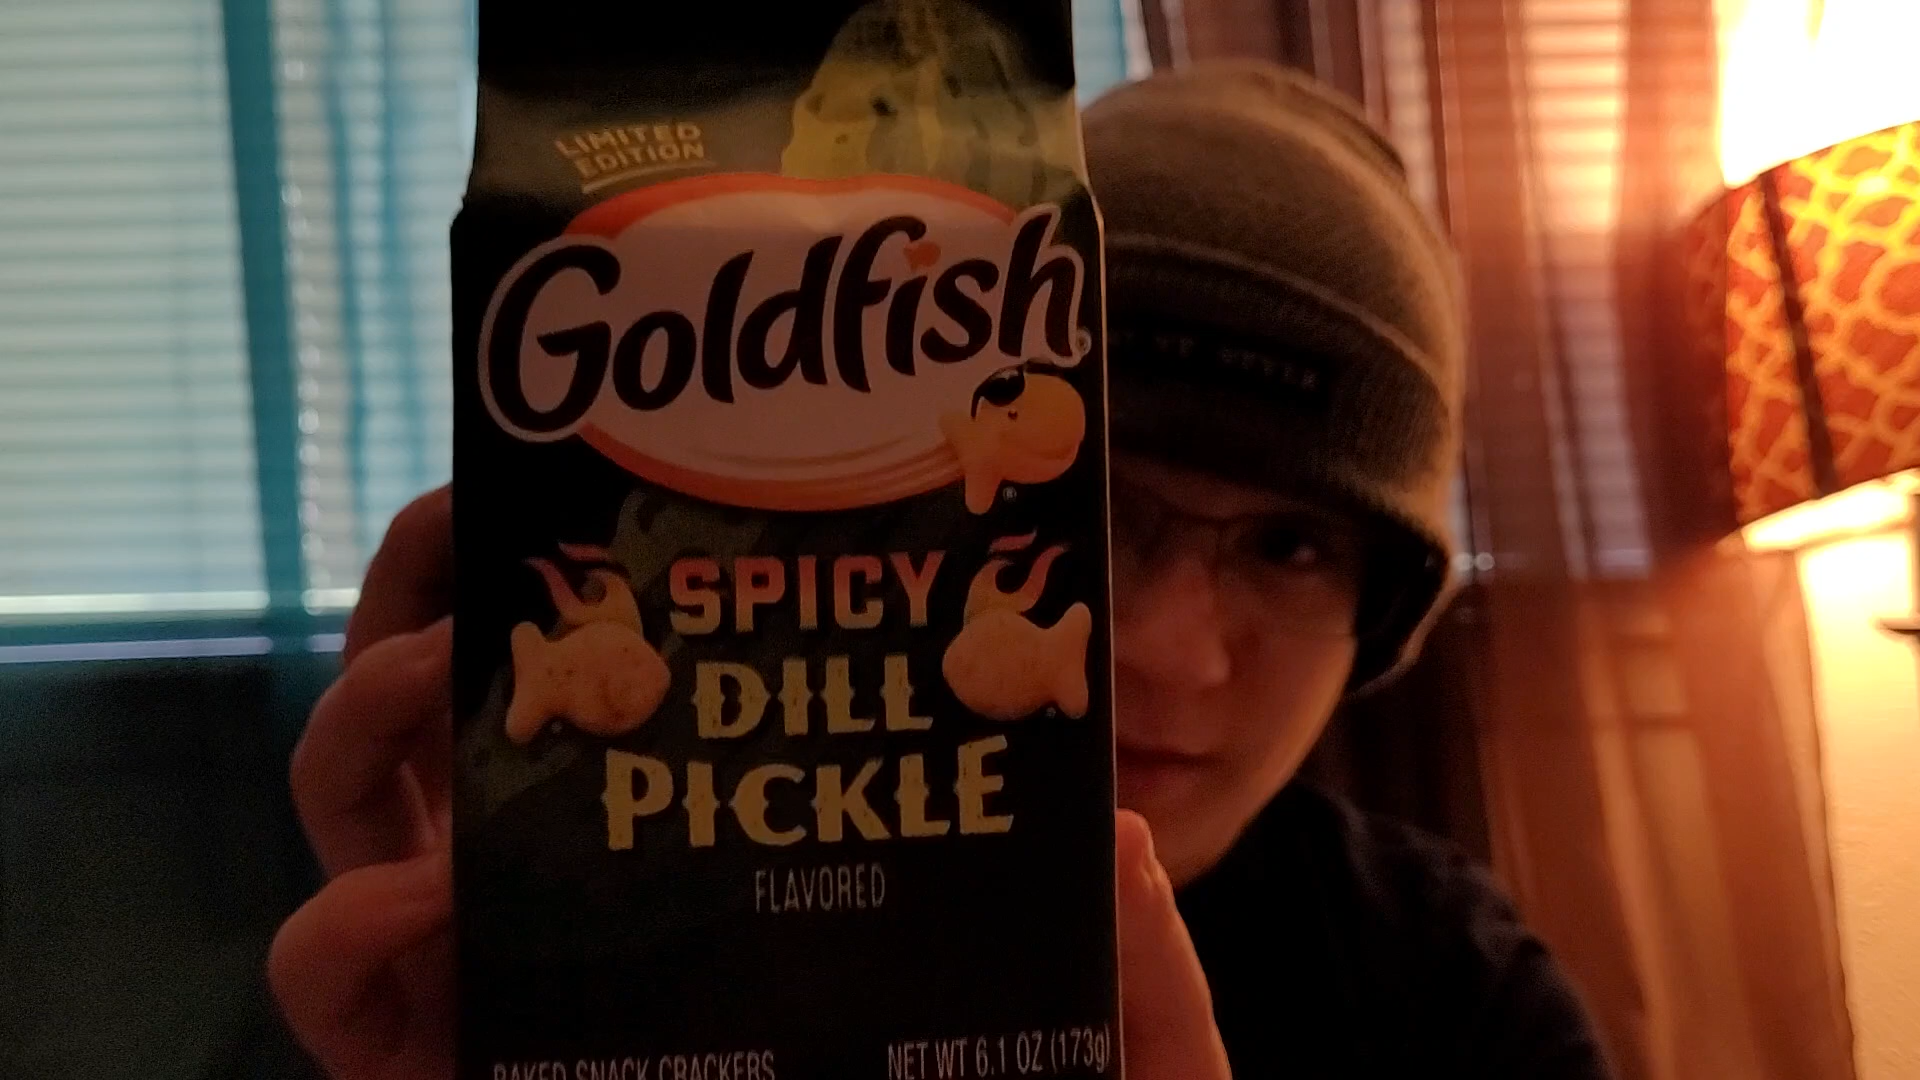 LIMITED
EDITION
Goldfish®
®
SPICY
DILL
PICKLE
FLAVORED
BAKED SNACK CRACKERS NET WT 6.1 OZ (173g)